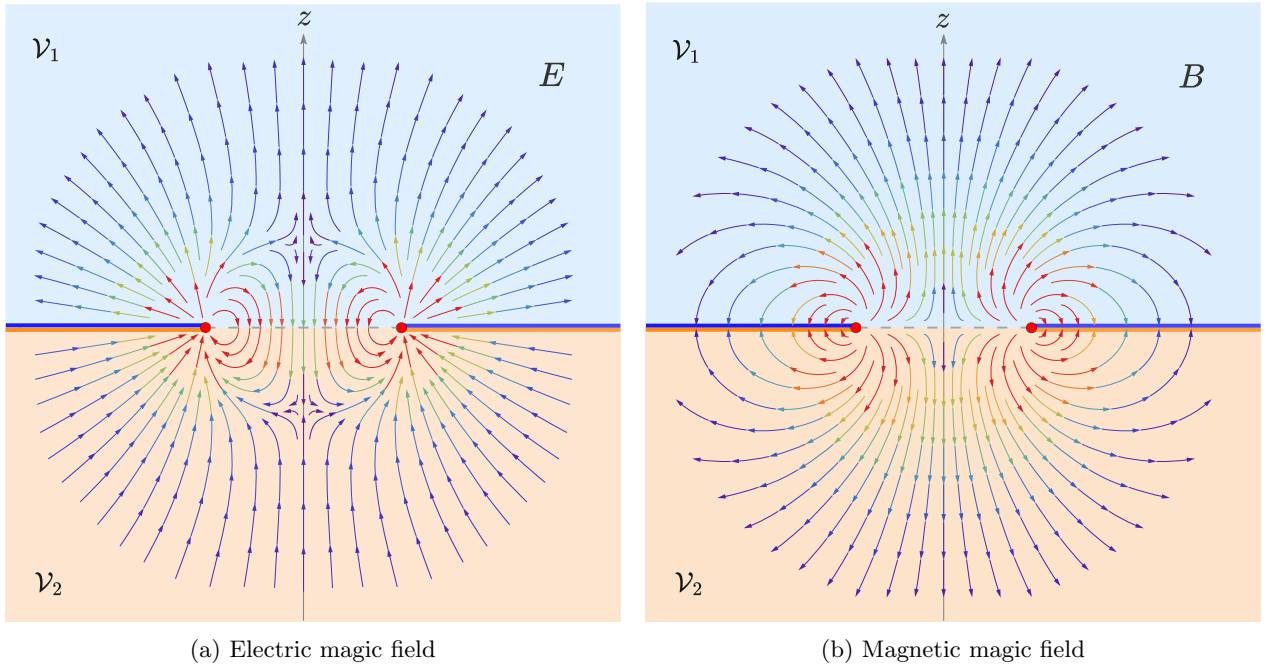 z
z
𝒱₁
E
𝒱₁
B
𝒱₂
𝒱₂
(a) Electric magic field
(b) Magnetic magic field